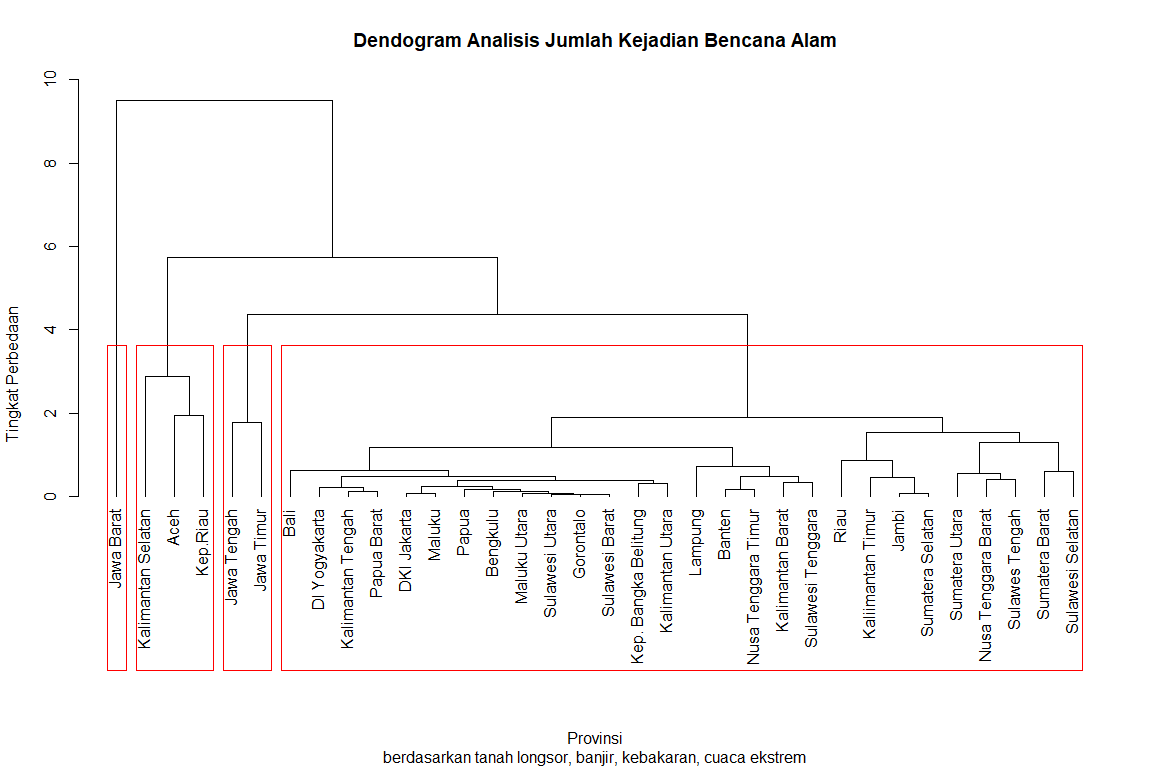 Dendogram Analisis Jumlah Kejadian Bencana Alam
Tingkat Perbedaan
10
8
6
4
2
0
Jawa Barat
Kalimantan Selatan
Aceh
Kep.Riau
Jawa Tengah
Jawa Timur
Bali
DI Yogyakarta
Kalimantan Tengah
Papua Barat
DKI Jakarta
Maluku
Papua
Bengkulu
Maluku Utara
Sulawesi Utara
Gorontalo
Sulawesi Barat
Kep. Bangka Belitung
Kalimantan Utara
Lampung
Banten
Nusa Tenggara Timur
Kalimantan Barat
Sulawesi Tenggara
Riau
Kaliimantan Timur
Jambi
Sumatera Selatan
Sumatera Utara
Nusa Tenggara Barat
Sulawes Tengah
Sumatera Barat
Sulawesi Selatan
Provinsi
berdasarkan tanah longsor, banjir, kebakaran, cuaca ekstrem